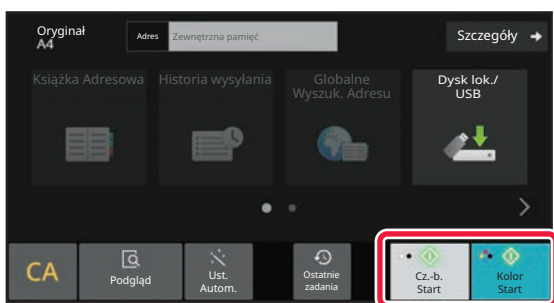 Oryginał
A4
Adres
Zewnętrzna pamięć
Szczegóły
Książka Adresowa
Historia wysyłania
Globalne
Wyszuk. Adresu
Dysk lok./
USB
CA
Podgląd
Ust.
Autom.
Ostatnie
zadania
Cz.-b.
Start
Kolor
Start